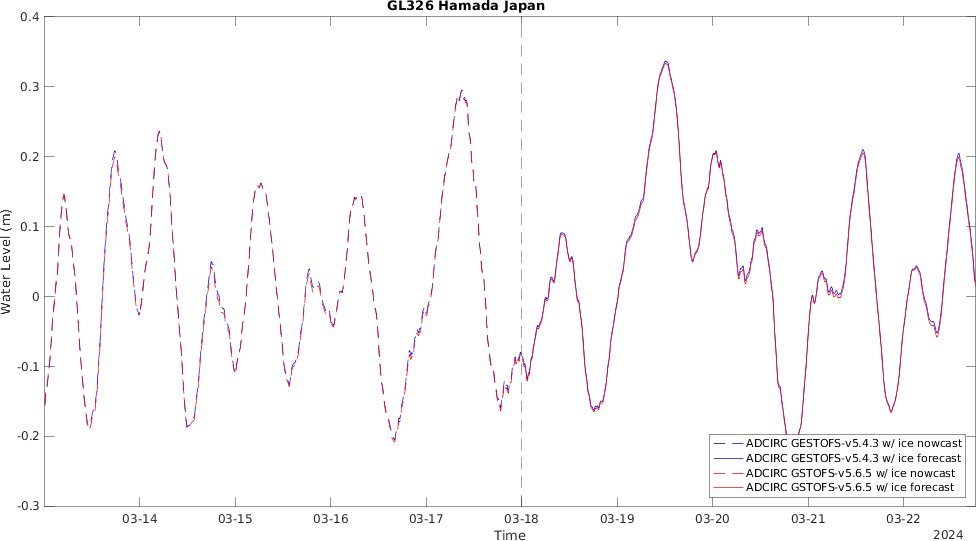 GL326 Hamada Japan
0.4
0.3
0.2
0.1
0
-0.1
-0.2
-0.3
Water Level (m)
ADCIRC GESTOFS-v5.4.3 w/ ice nowcast
ADCIRC GESTOFS-v5.4.3 w/ ice forecast
ADCIRC GSTOFS-v5.6.5 w/ ice nowcast
ADCIRC GSTOFS-v5.6.5 w/ ice forecast
03-14 03-15 03-16 03-17 03-18 03-19 03-20 03-21 03-22
Time
2024